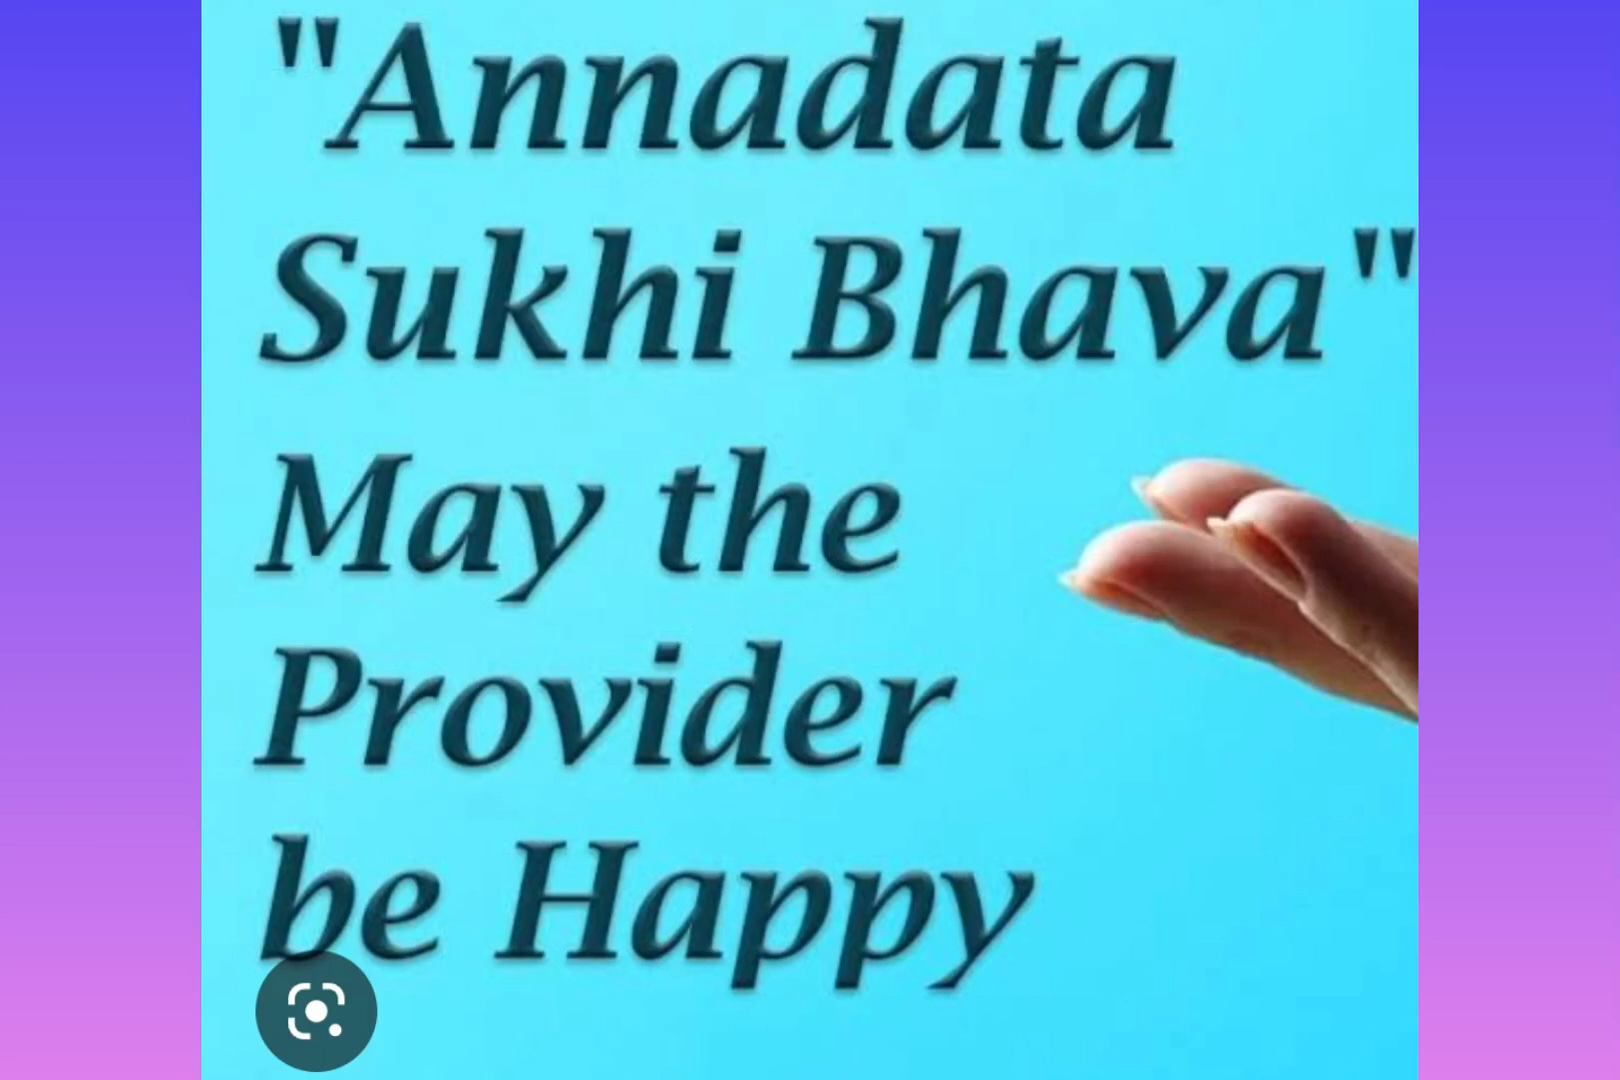 "Annadata
Sukhi Bhava"
May the
Provider
be Happy